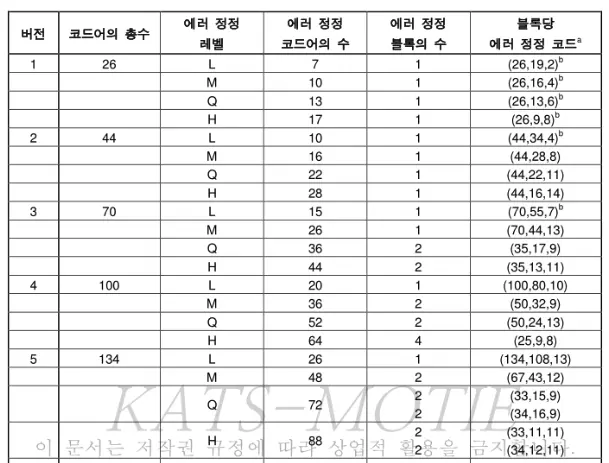 버전 코드어의 총수 에러 정정 레벨 에러 정정 코드어의 수 에러 정정 블록의 수 블록당 에러 정정 코드a
1 26 L 7 1 (26,19,2)b
M 10 1 (26,16,4)b
Q 13 1 (26,13,6)b
H 17 1 (26,9,8)b
2 44 L 10 1 (44,34,4)b
M 16 1 (44,28,8)
Q 22 1 (44,22,11)
H 28 1 (44,16,14)
3 70 L 15 1 (70,55,7)b
M 26 1 (70,44,13)
Q 36 2 (35,17,9)
H 44 2 (35,13,11)
4 100 L 20 1 (100,80,10)
M 36 2 (50,32,9)
Q 52 2 (50,24,13)
H 64 4 (25,9,8)
5 134 L 26 1 (134,108,13)
M 48 2 (67,43,12)
Q 72 2 (33,15,9)
2 (34,16,9)
H 88 2 (33,11,11)
2 (34,12,11)
KATS-MOTIE
이 문서는 저작권 규정에 따라 상업적 활용을 금지합니다.